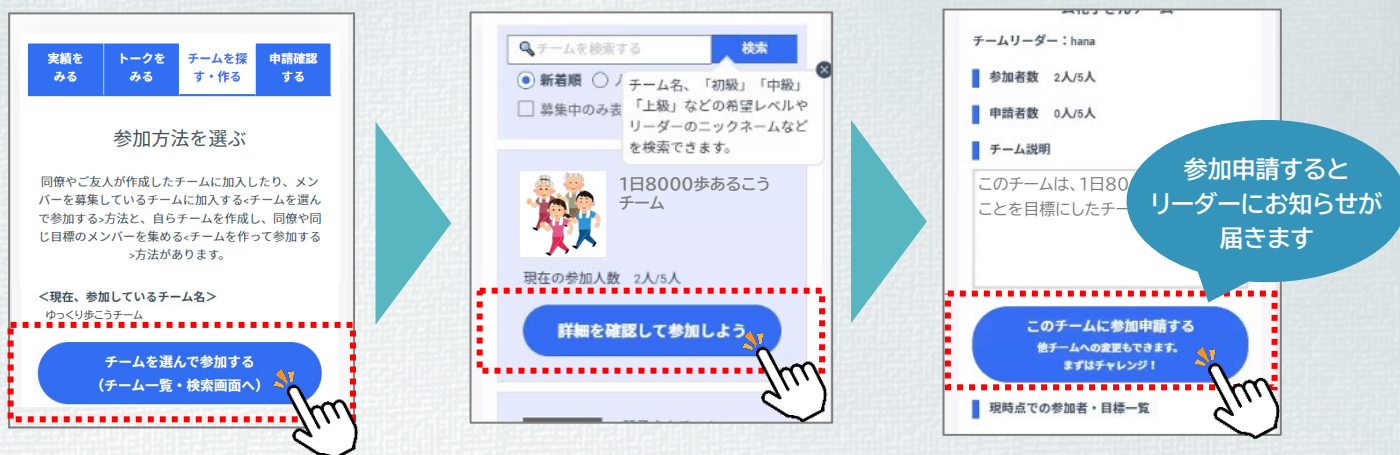 実績を
みる
トークを
みる
チームを探
す・作る
申請確認
する
参加方法を選ぶ
同僚やご友人が作成したチームに加入したり、メン
バーを募集しているチームに加入する<チームを選ん
で参加する>方法と、自らチームを作成し、同僚や同
じ目標のメンバーを集める<チームを作って参加する
>方法があります。
<現在、参加しているチーム名>
ゆっくり歩こうチーム
チームを選んで参加する
(チーム一覧・検索画面へ)
チームを検索する
検索
新着順
募集中のみ表
チーム名、「初級」「中級」
「上級」などの希望レベルや
リーダーのニックネームなど
を検索できます。
1日8000歩あるこう
チーム
現在の参加人数 2人/5人
詳細を確認して参加しよう
チームリーダー:hana
参加者数 2人/5人
申請者数 0人/5人
チーム説明
このチームは、1日80
ことを目標にしたチー
参加申請すると
リーダーにお知らせが
届きます
このチームに参加申請する
他チームへの変更もできます。
まずはチャレンジ!
現時点での参加者・目標一覧